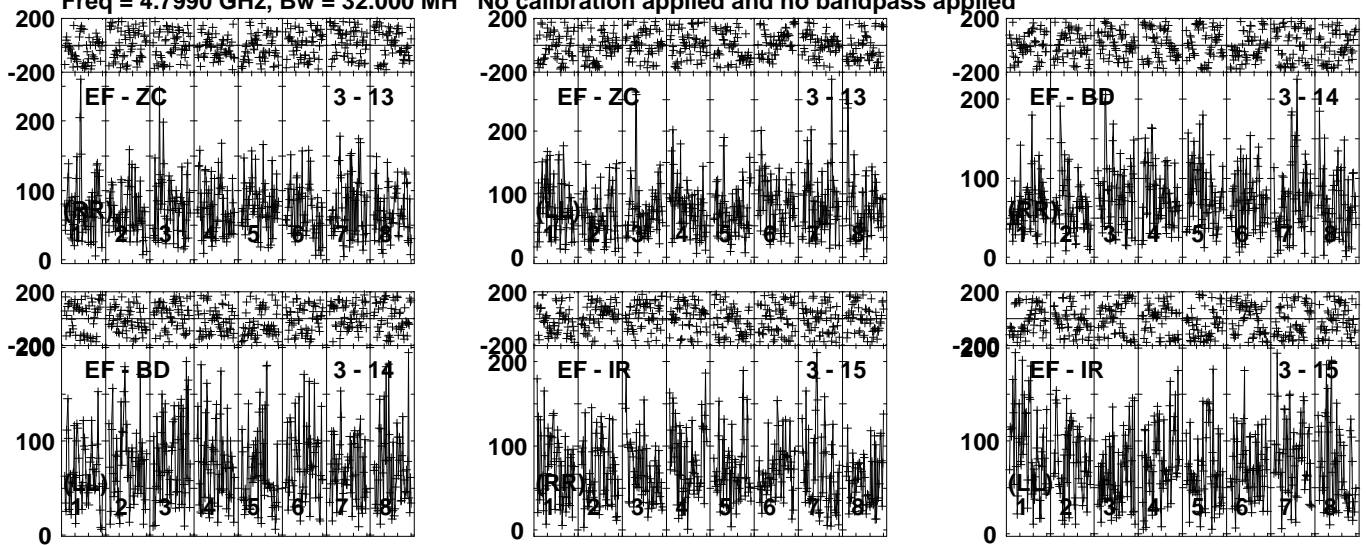 Freq = 4.7990 GHz, Bw = 32.000 MH No calibration applied and no bandpass applied
200 200 200
-200 -200 -200
EF - ZC 3 - 13 EF - ZC 3 - 13 EF - BD 3 - 14
200 200 200
100 100 100
(RR) (LL) (RR)
1 2 3 4 5 6 7 8 1 2 3 4 5 6 7 8 1 2 3 4 5 6 7 8
0 0 0
200 200 200
-200 -200 -200
200 200 200
EF - BD 3 - 14 EF - IR 3 - 15 EF - IR 3 - 15
100 100 100
(LL) (RR) (LL)
1 2 3 4 5 6 7 8 1 2 3 4 5 6 7 8 1 2 3 4 5 6 7 8
0 0 0